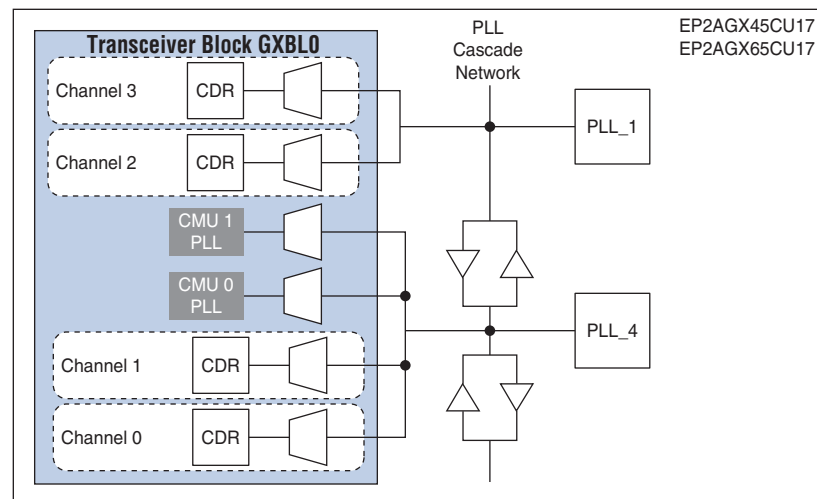 EP2AGX45CU17
EP2AGX65CU17
Transceiver Block GXBL0
PLL
Cascade
Network
Channel 3
CDR
PLL_1
Channel 2
CDR
CMU 1
PLL
CMU 0
PLL
PLL_4
Channel 1
CDR
Channel 0
CDR